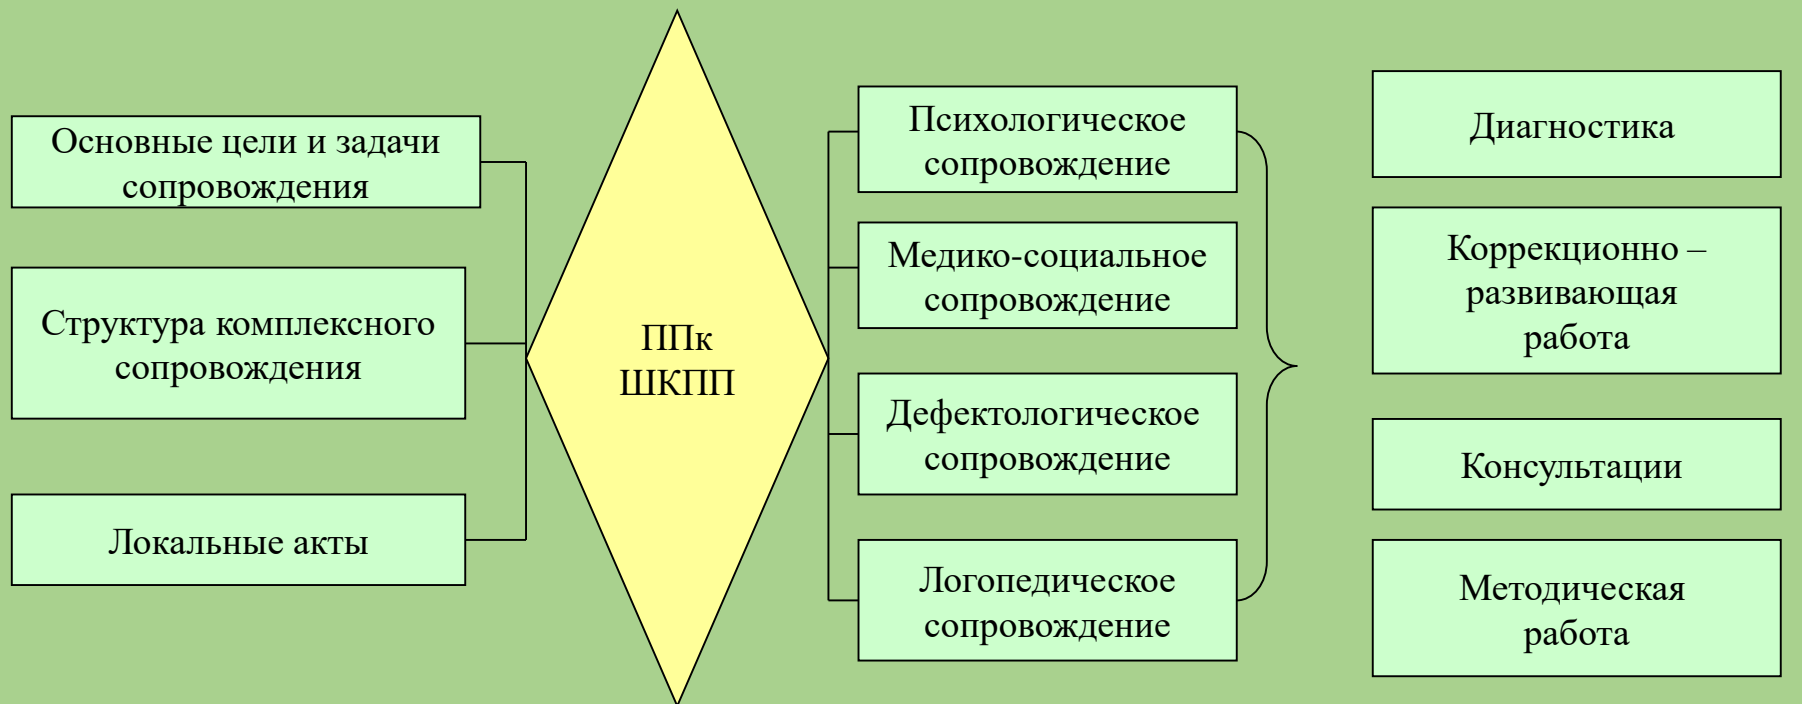 Основные цели и задачи
сопровождения
Структура комплексного
сопровождения
Локальные акты
ППк
ШКПП
Психологическое
сопровождение
Медико-социальное
сопровождение
Дефектологическое
сопровождение
Логопедическое
сопровождение
Диагностика
Коррекционно –
развивающая
работа
Консультации
Методическая
работа